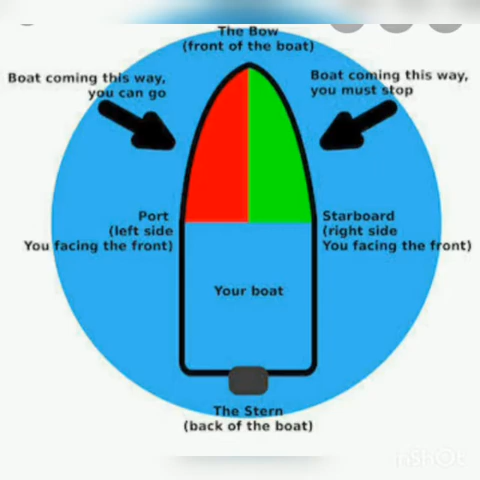 The Bow
(front of the boat)
Boat coming this way,
you can go
Boat coming this way,
you must stop
Port
(left side
You facing the front)
Starboard
(right side
You facing the front)
Your boat
The Stern
(back of the boat)